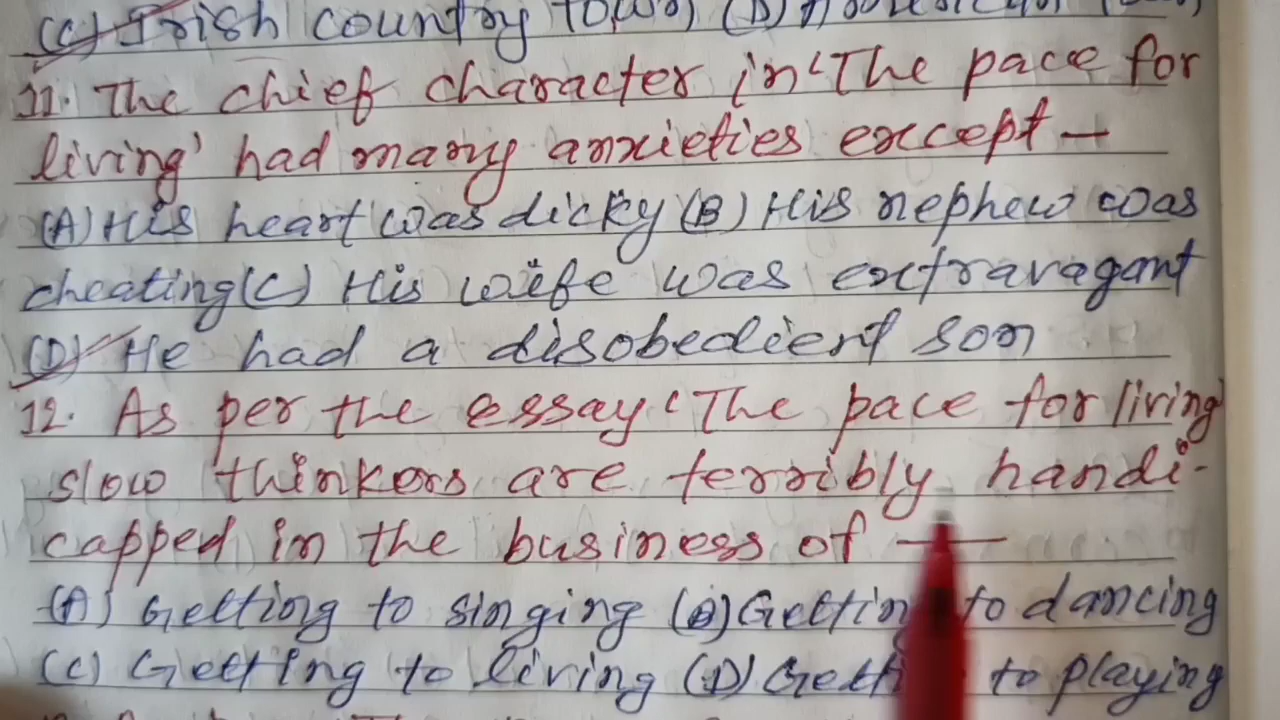 (C) Irish country town (D)
11. The chief character in 'The pace for
living' had many anxieties except —
(A) His heart was dicky (B) His nephew was
cheating (C) His wife was extravagant
(D) He had a disobedient son
12. As per the essay 'The pace for living
slow thinkers are terribly handi-
capped in the business of —
(A) Getting to singing (B) Getting to dancing
(C) Getting to living (D) Getti to playing